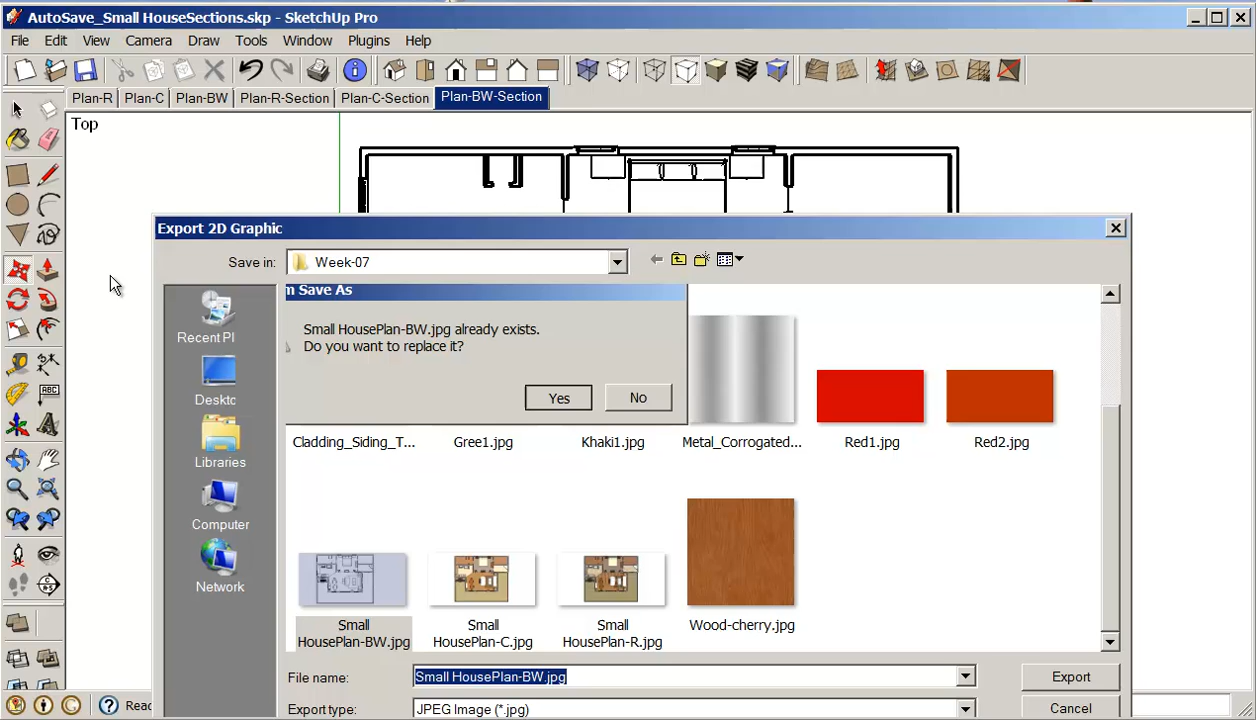 AutoSave_Small HouseSections.skp - SketchUp Pro
File Edit View Camera Draw Tools Window Plugins Help
Plan-R Plan-C Plan-BW Plan-R-Section Plan-C-Section Plan-BW-Section
Top
Export 2D Graphic
Save in: Week-07
Recent Pl
Deskto
Libraries
Computer
Network
m Save As
Small HousePlan-BW.jpg already exists.
Do you want to replace it?
Yes No
Cladding_Siding_T... Gree1.jpg Khaki1.jpg Metal_Corrogated... Red1.jpg Red2.jpg
Small HousePlan-BW.jpg
Small HousePlan-C.jpg
Small HousePlan-R.jpg
Wood-cherry.jpg
File name: Small HousePlan-BW.jpg Export
Export type: JPEG Image (*.jpg) Cancel
ABC
Read